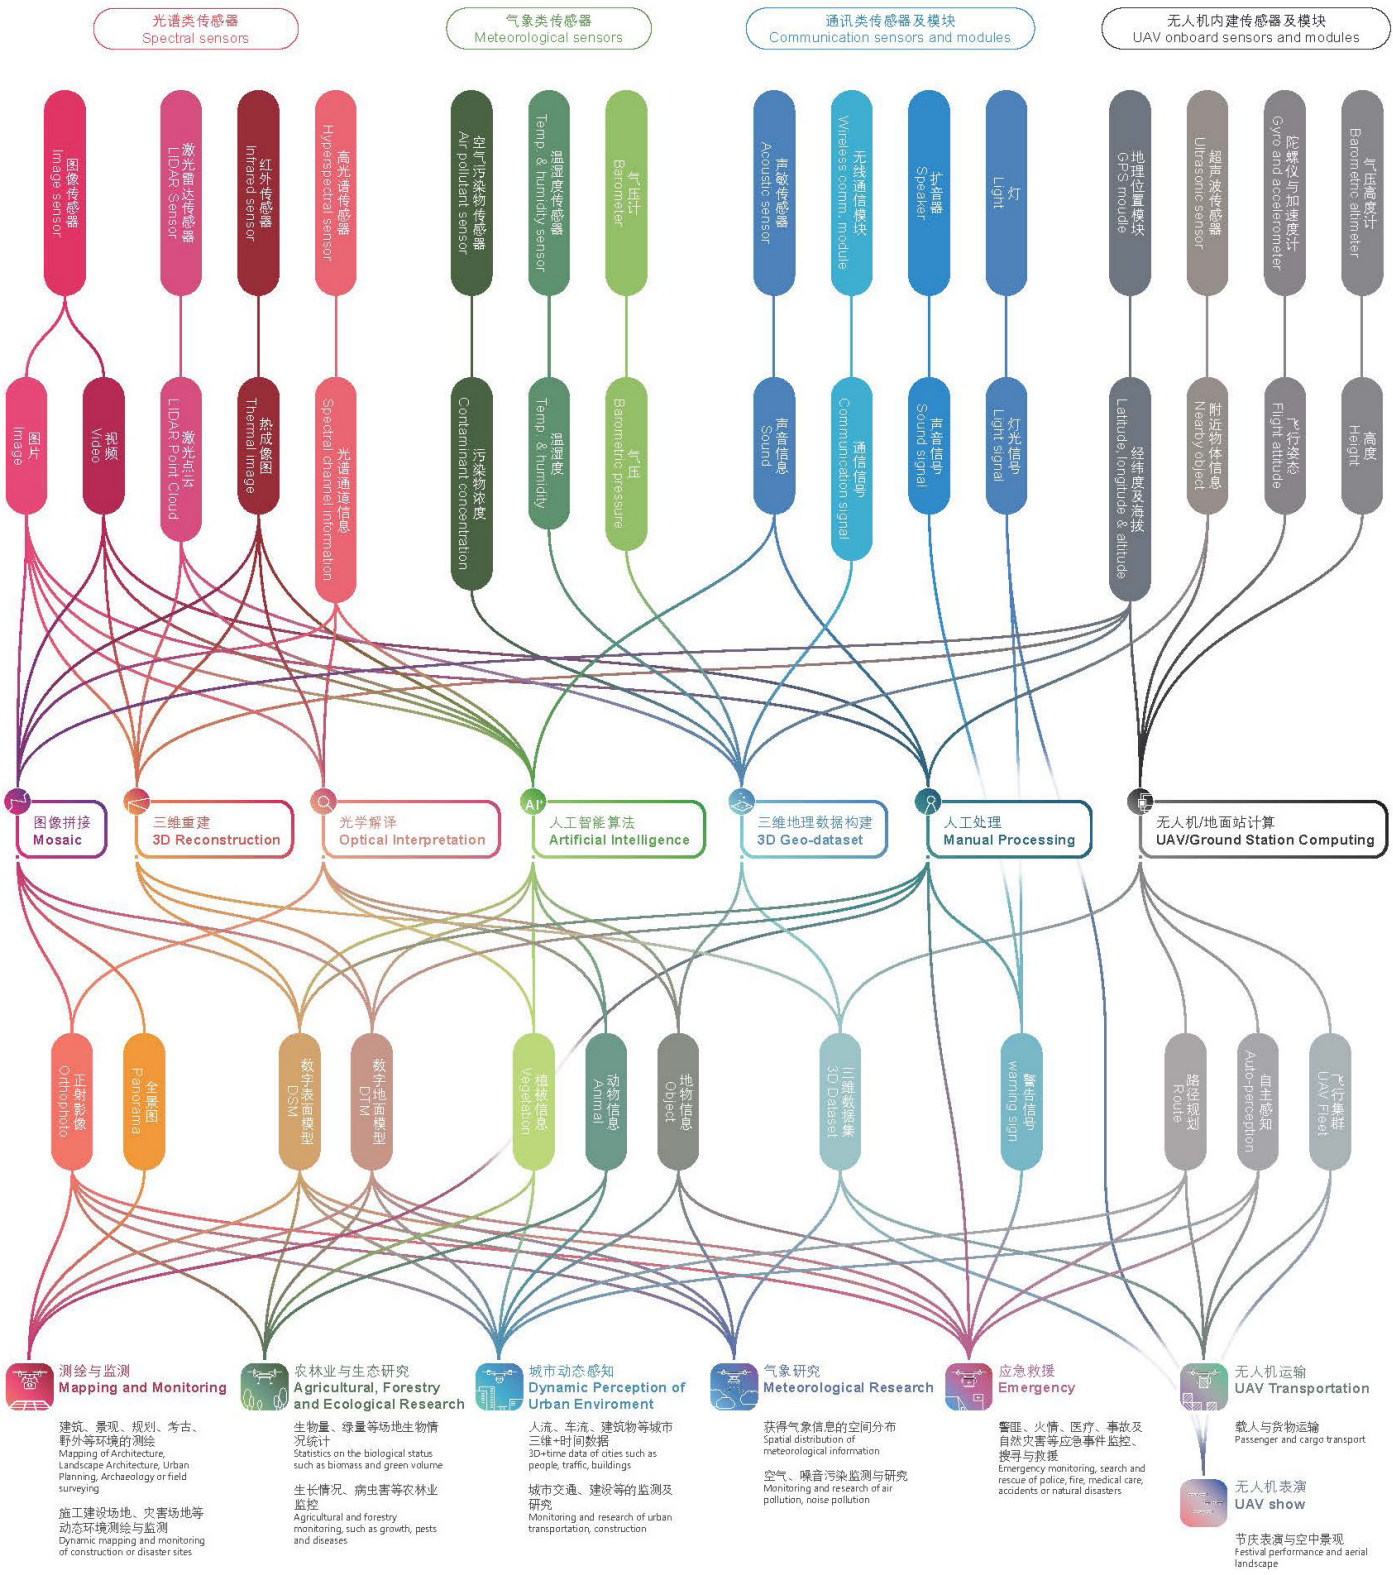 光谱类传感器
Spectral sensors
气象类传感器
Meteorological sensors
通讯类传感器及模块
Communication sensors and modules
无人机内建传感器及模块
UAV onboard sensors and modules
图像传感器
Image sensor
激光雷达传感器
LIDAR Sensor
红外传感器
Infrared sensor
高光谱传感器
Hyperspectral sensor
空气污染物传感器
Air pollutant sensor
温湿度传感器
Temp. & humidity sensor
气压计
Barometer
声敏传感器
Acoustic sensor
无线通信模块
Wireless comm. module
扩音器
Speaker
灯
Light
地理位置模块
GPS moudle
超声波传感器
Ultrasonic sensor
陀螺仪与加速度计
Gyro and accelerometer
气压高度计
Barometric altimeter
图片
Image
视频
Video
激光点云
LIDAR Point Cloud
热成像图
Thermal Image
光谱通道信息
Spectral channel information
污染物浓度
Contaminant concentration
温湿度
Temp. & humidity
气压
Barometric pressure
声音信息
Sound
通信信号
Communication signal
声音信号
Sound signal
灯光信号
Light signal
经纬度及海拔
Latitude, longitude & altitude
附近物体信息
Nearby object
飞行姿态
Flight attitude
高度
Height
图像拼接
Mosaic
三维重建
3D Reconstruction
光学解译
Optical Interpretation
AI+
人工智能算法
Artificial Intelligence
三维地理数据构建
3D Geo-dataset
人工处理
Manual Processing
无人机/地面站计算
UAV/Ground Station Computing
正射影像
Orthophoto
全景图
Panorama
数字表面模型
DSM
数字地面模型
DTM
植被信息
Vegetation
动物信息
Animal
地物信息
Object
三维数据集
3D Dataset
警告信号
warning sign
路径规划
Route
自主感知
Auto-perception
飞行集群
UAV Fleet
测绘与监测
Mapping and Monitoring
建筑、景观、规划、考古、
野外等环境的测绘
Mapping of Architecture,
Landscape Architecture, Urban
Planning, Archaeology or field
surveying
施工建设场地、灾害场地等
动态环境测绘与监测
Dynamic mapping and monitoring
of construction or disaster sites
农林业与生态研究
Agricultural, Forestry
and Ecological Research
生物量、绿量等场地生物情
况统计
Statistics on the biological status
such as biomass and green volume
生长情况、病虫害等农林业
监控
Agricultural and forestry
monitoring, such as growth, pests
and diseases
城市动态感知
Dynamic Perception of
Urban Enviroment
人流、车流、建筑物等城市
三维+时间数据
3D+time data of cities such as
people, traffic, buildings
城市交通、建设等的监测及
研究
Monitoring and research of urban
transportation, construction
气象研究
Meteorological Research
获得气象信息的空间分布
Spatial distribution of
meteorological information
空气、噪音污染监测与研究
Monitoring and research of air
pollution, noise pollution
应急救援
Emergency
警匪、火情、医疗、事故及
自然灾害等应急事件监控、
搜寻与救援
Emergency monitoring, search and
rescue of police, fire, medical care,
accidents or natural disasters
无人机运输
UAV Transportation
载人与货物运输
Passenger and cargo transport
无人机表演
UAV show
节庆表演与空中景观
Festival performance and aerial
landscape